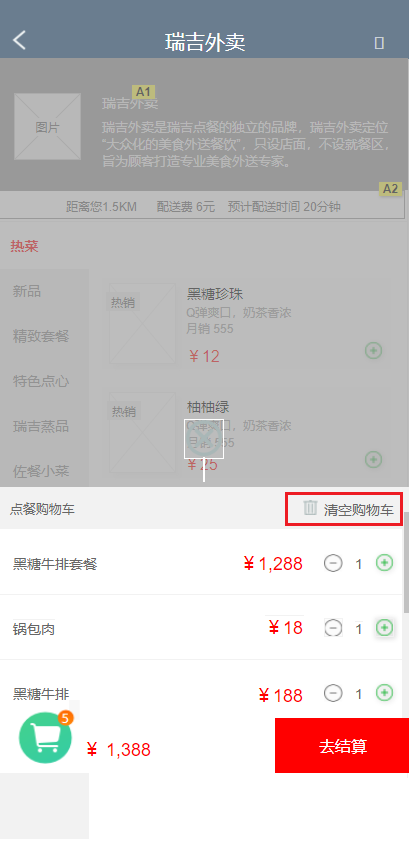 瑞吉外卖
A1
瑞吉外卖
图片
瑞吉外卖是瑞吉点餐的独立的品牌，瑞吉外卖定位
“大众化的美食外送餐饮”，只设店面，不设就餐区，
旨为顾客打造专业美食外送专家。
A2
距离您1.5KM 配送费 6元 预计配送时间 20分钟
热菜
新品
精致套餐
特色点心
瑞吉蒸品
佐餐小菜
热销
黑糖珍珠
Q弹爽口，奶茶香浓
月销 555
¥ 12
热销
柚柚绿
Q弹爽口，奶茶香浓
月销 555
¥ 25
点餐购物车
清空购物车
黑糖牛排套餐 ¥ 1,288 1
锅包肉 ¥ 18 1
黑糖牛排 ¥ 188 1
5
¥ 1,388
去结算